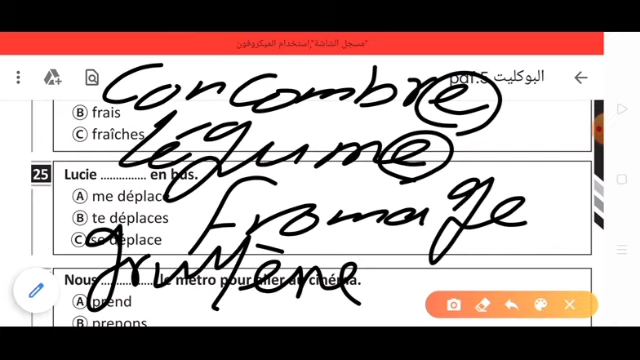 "مسجل الشاشة",إستخدام الميكروفون
البوكليت 5.pdf
Concombre
B frais
C fraîches
légume
25 Lucie ............... en bus.
A me déplace
B te déplaces
fromage
C se déplace
Nous ............... le métro pour aller au cinéma.
A prend
B prenons